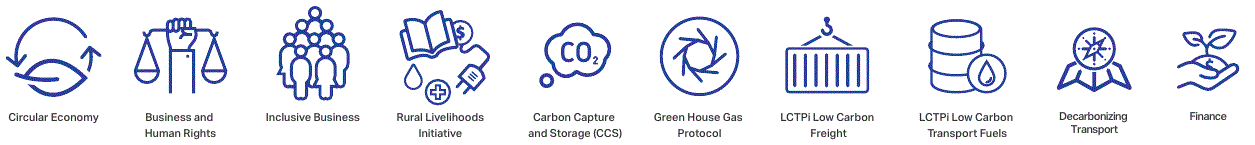 CO2
$
$
Circular Economy
Business and
Human Rights
Inclusive Business
Rural Livelihoods
Initiative
Carbon Capture
and Storage (CCS)
Green House Gas
Protocol
LCTPi Low Carbon
Freight
LCTPi Low Carbon
Transport Fuels
Decarbonizing
Transport
Finance